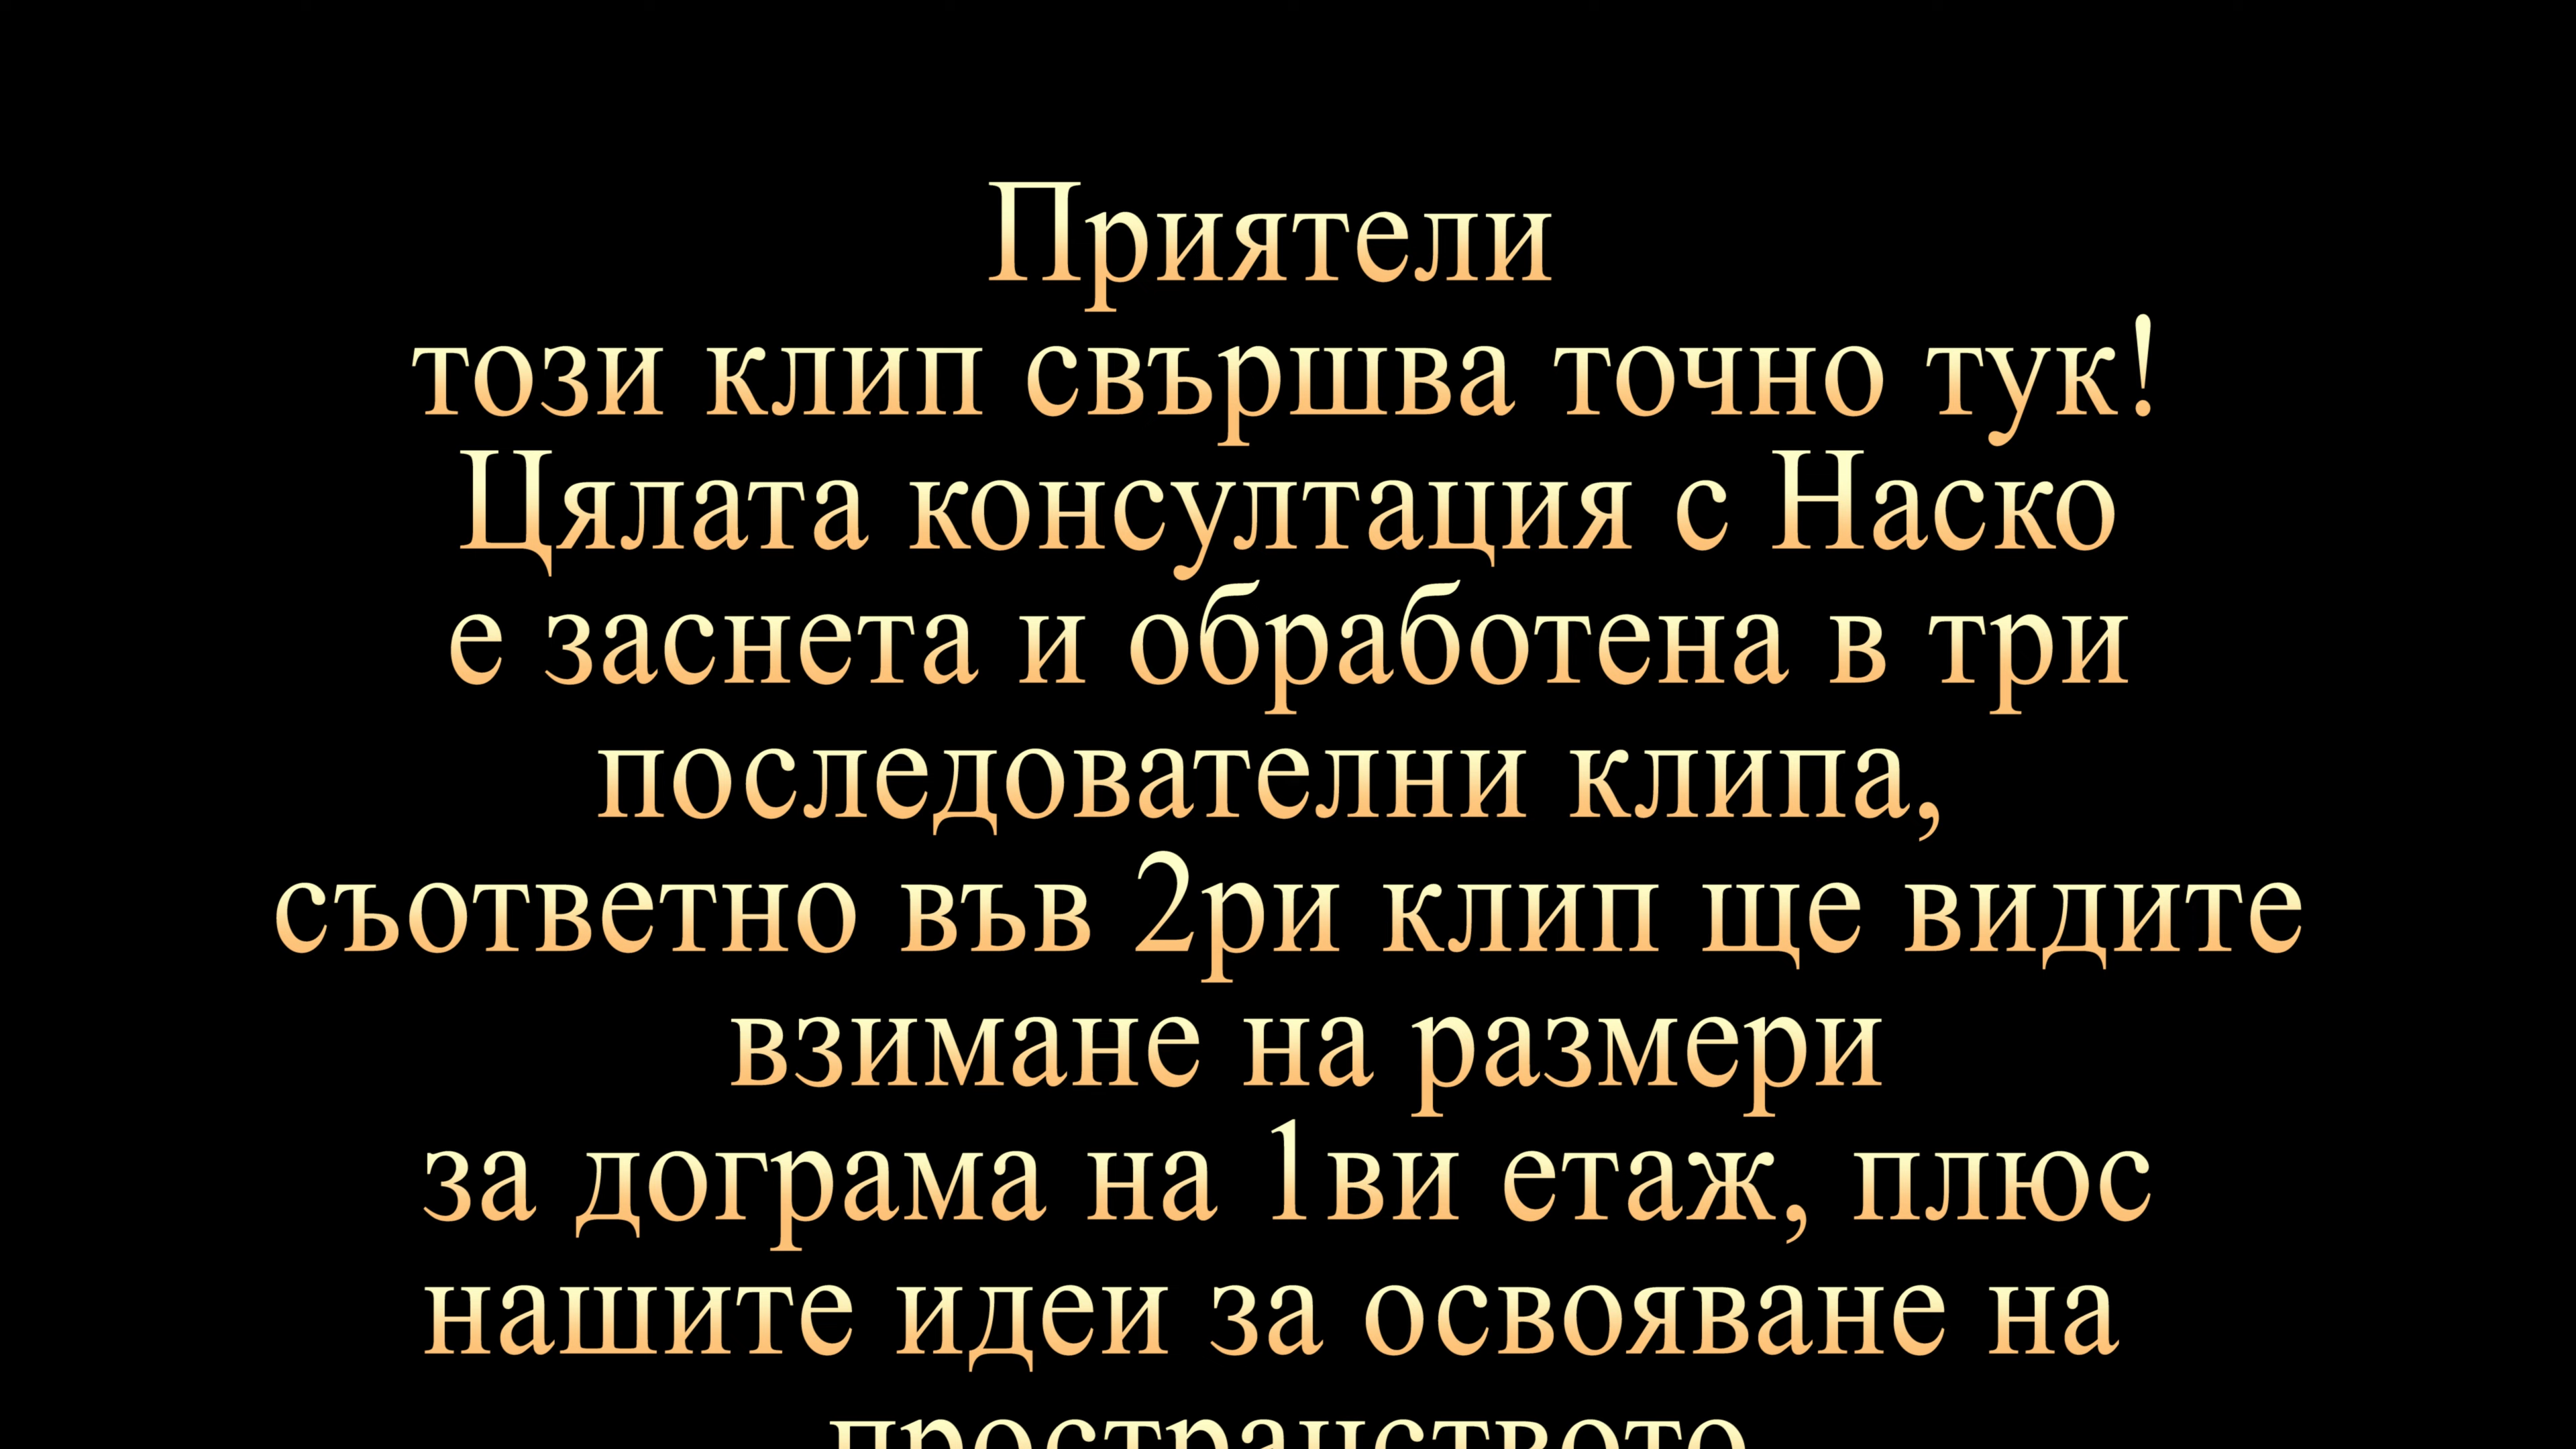 Приятели
този клип свършва точно тук!
Цялата консултация с Наско
е заснета и обработена в три
последователни клипа,
съответно във 2ри клип ще видите
взимане на размери
за дограма на 1ви етаж, плюс
нашите идеи за освояване на
пространството